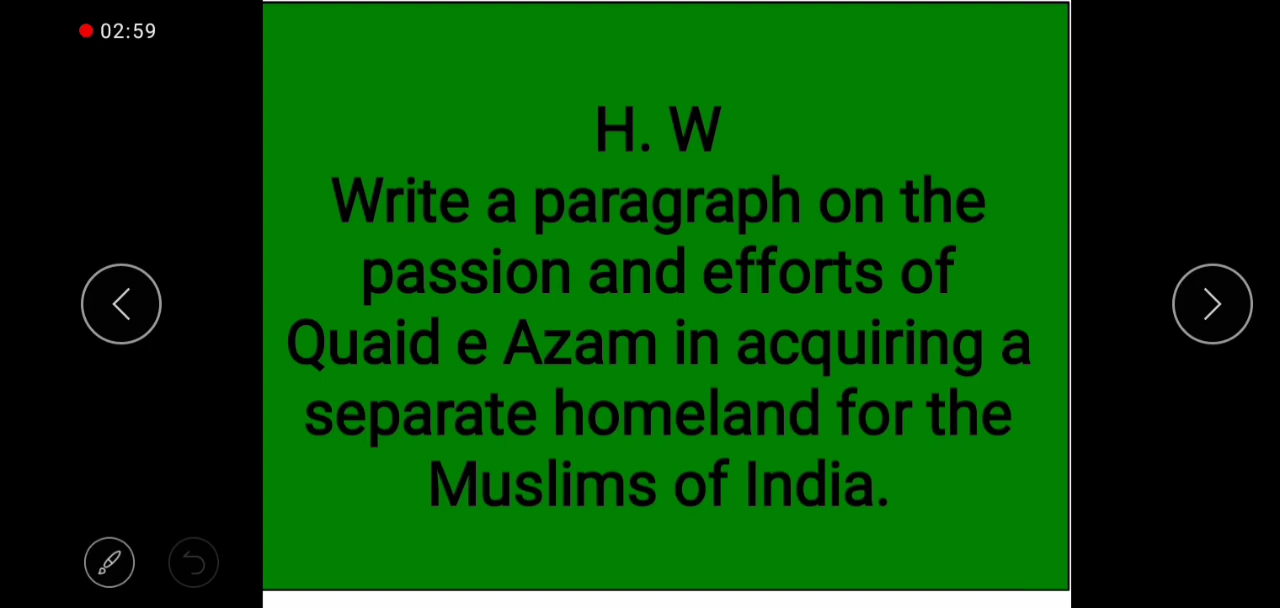 02:59
H. W
Write a paragraph on the
passion and efforts of
Quaid e Azam in acquiring a
separate homeland for the
Muslims of India.